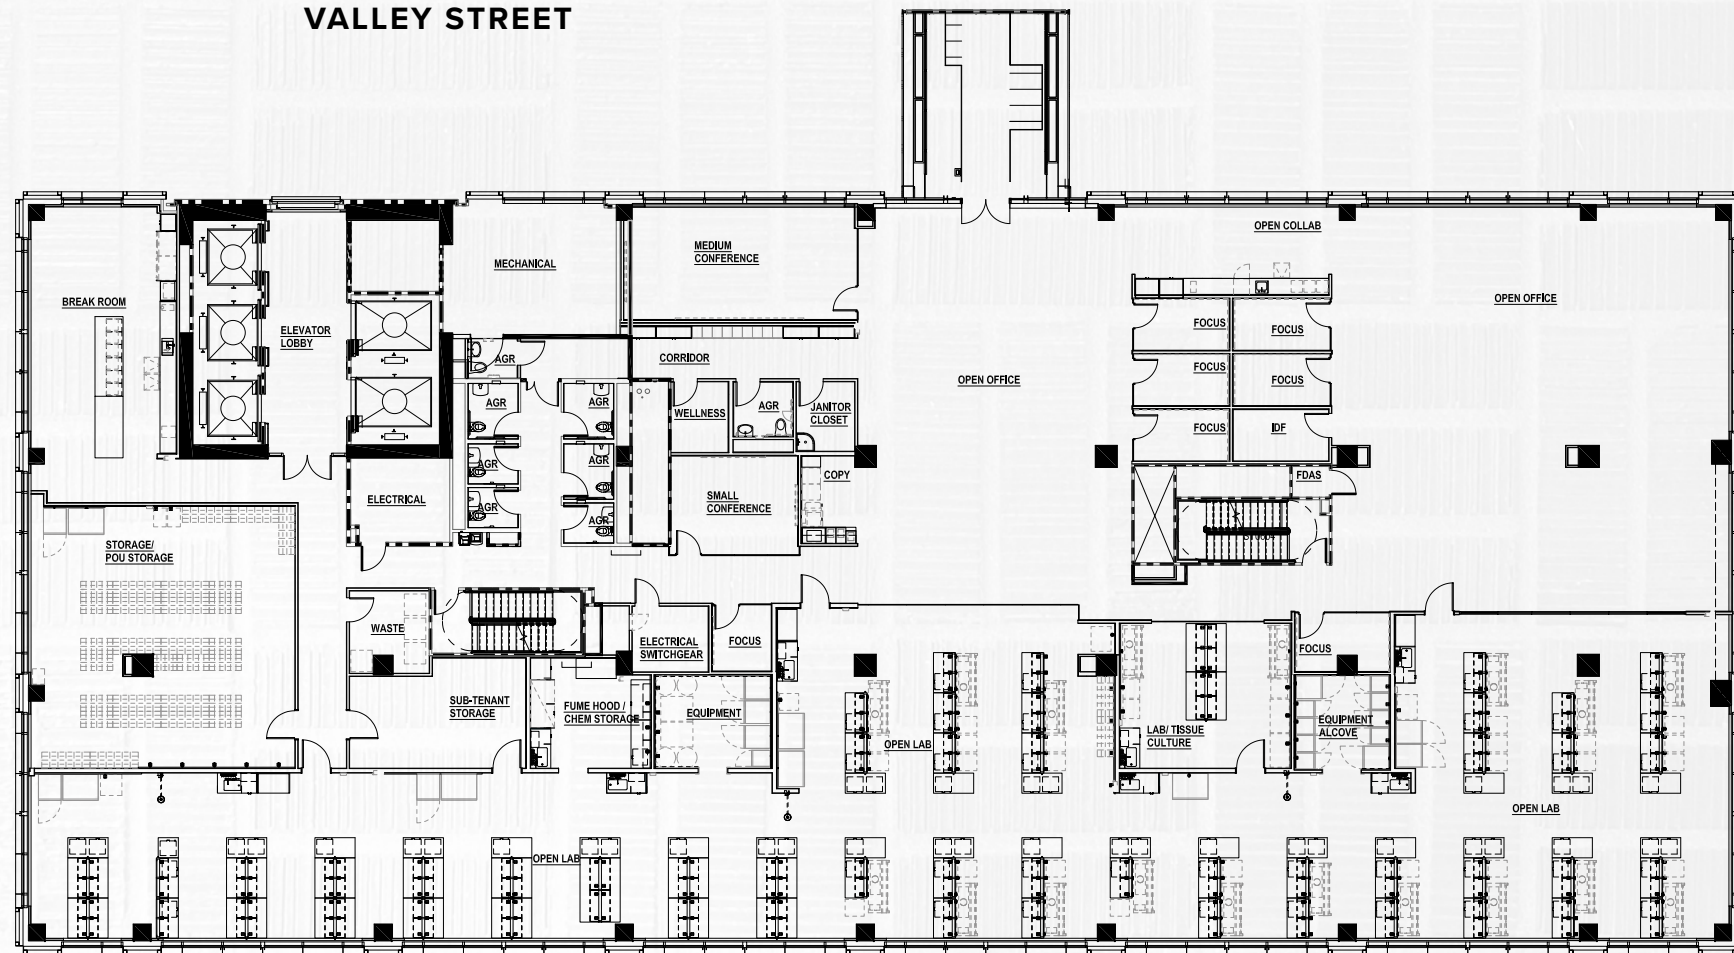 VALLEY STREET
OPEN COLLAB
MEDIUM
CONFERENCE
MECHANICAL
BREAK ROOM
OPEN OFFICE
ELEVATOR
LOBBY
FOCUS
FOCUS
AGR
CORRIDOR
FOCUS
FOCUS
OPEN OFFICE
AGR
AGR
WELLNESS
AGR
JANITOR
CLOSET
FOCUS
IDF
AGR
AGR
COPY
FDAS
ELECTRICAL
SMALL
CONFERENCE
AGR
AGR
STORAGE/
POU STORAGE
WASTE
ELECTRICAL
SWITCHGEAR
FOCUS
FOCUS
SUB-TENANT
STORAGE
FUME HOOD /
CHEM STORAGE
EQUIPMENT
EQUIPMENT
ALCOVE
LAB/ TISSUE
CULTURE
OPEN LAB
OPEN LAB
OPEN LAB